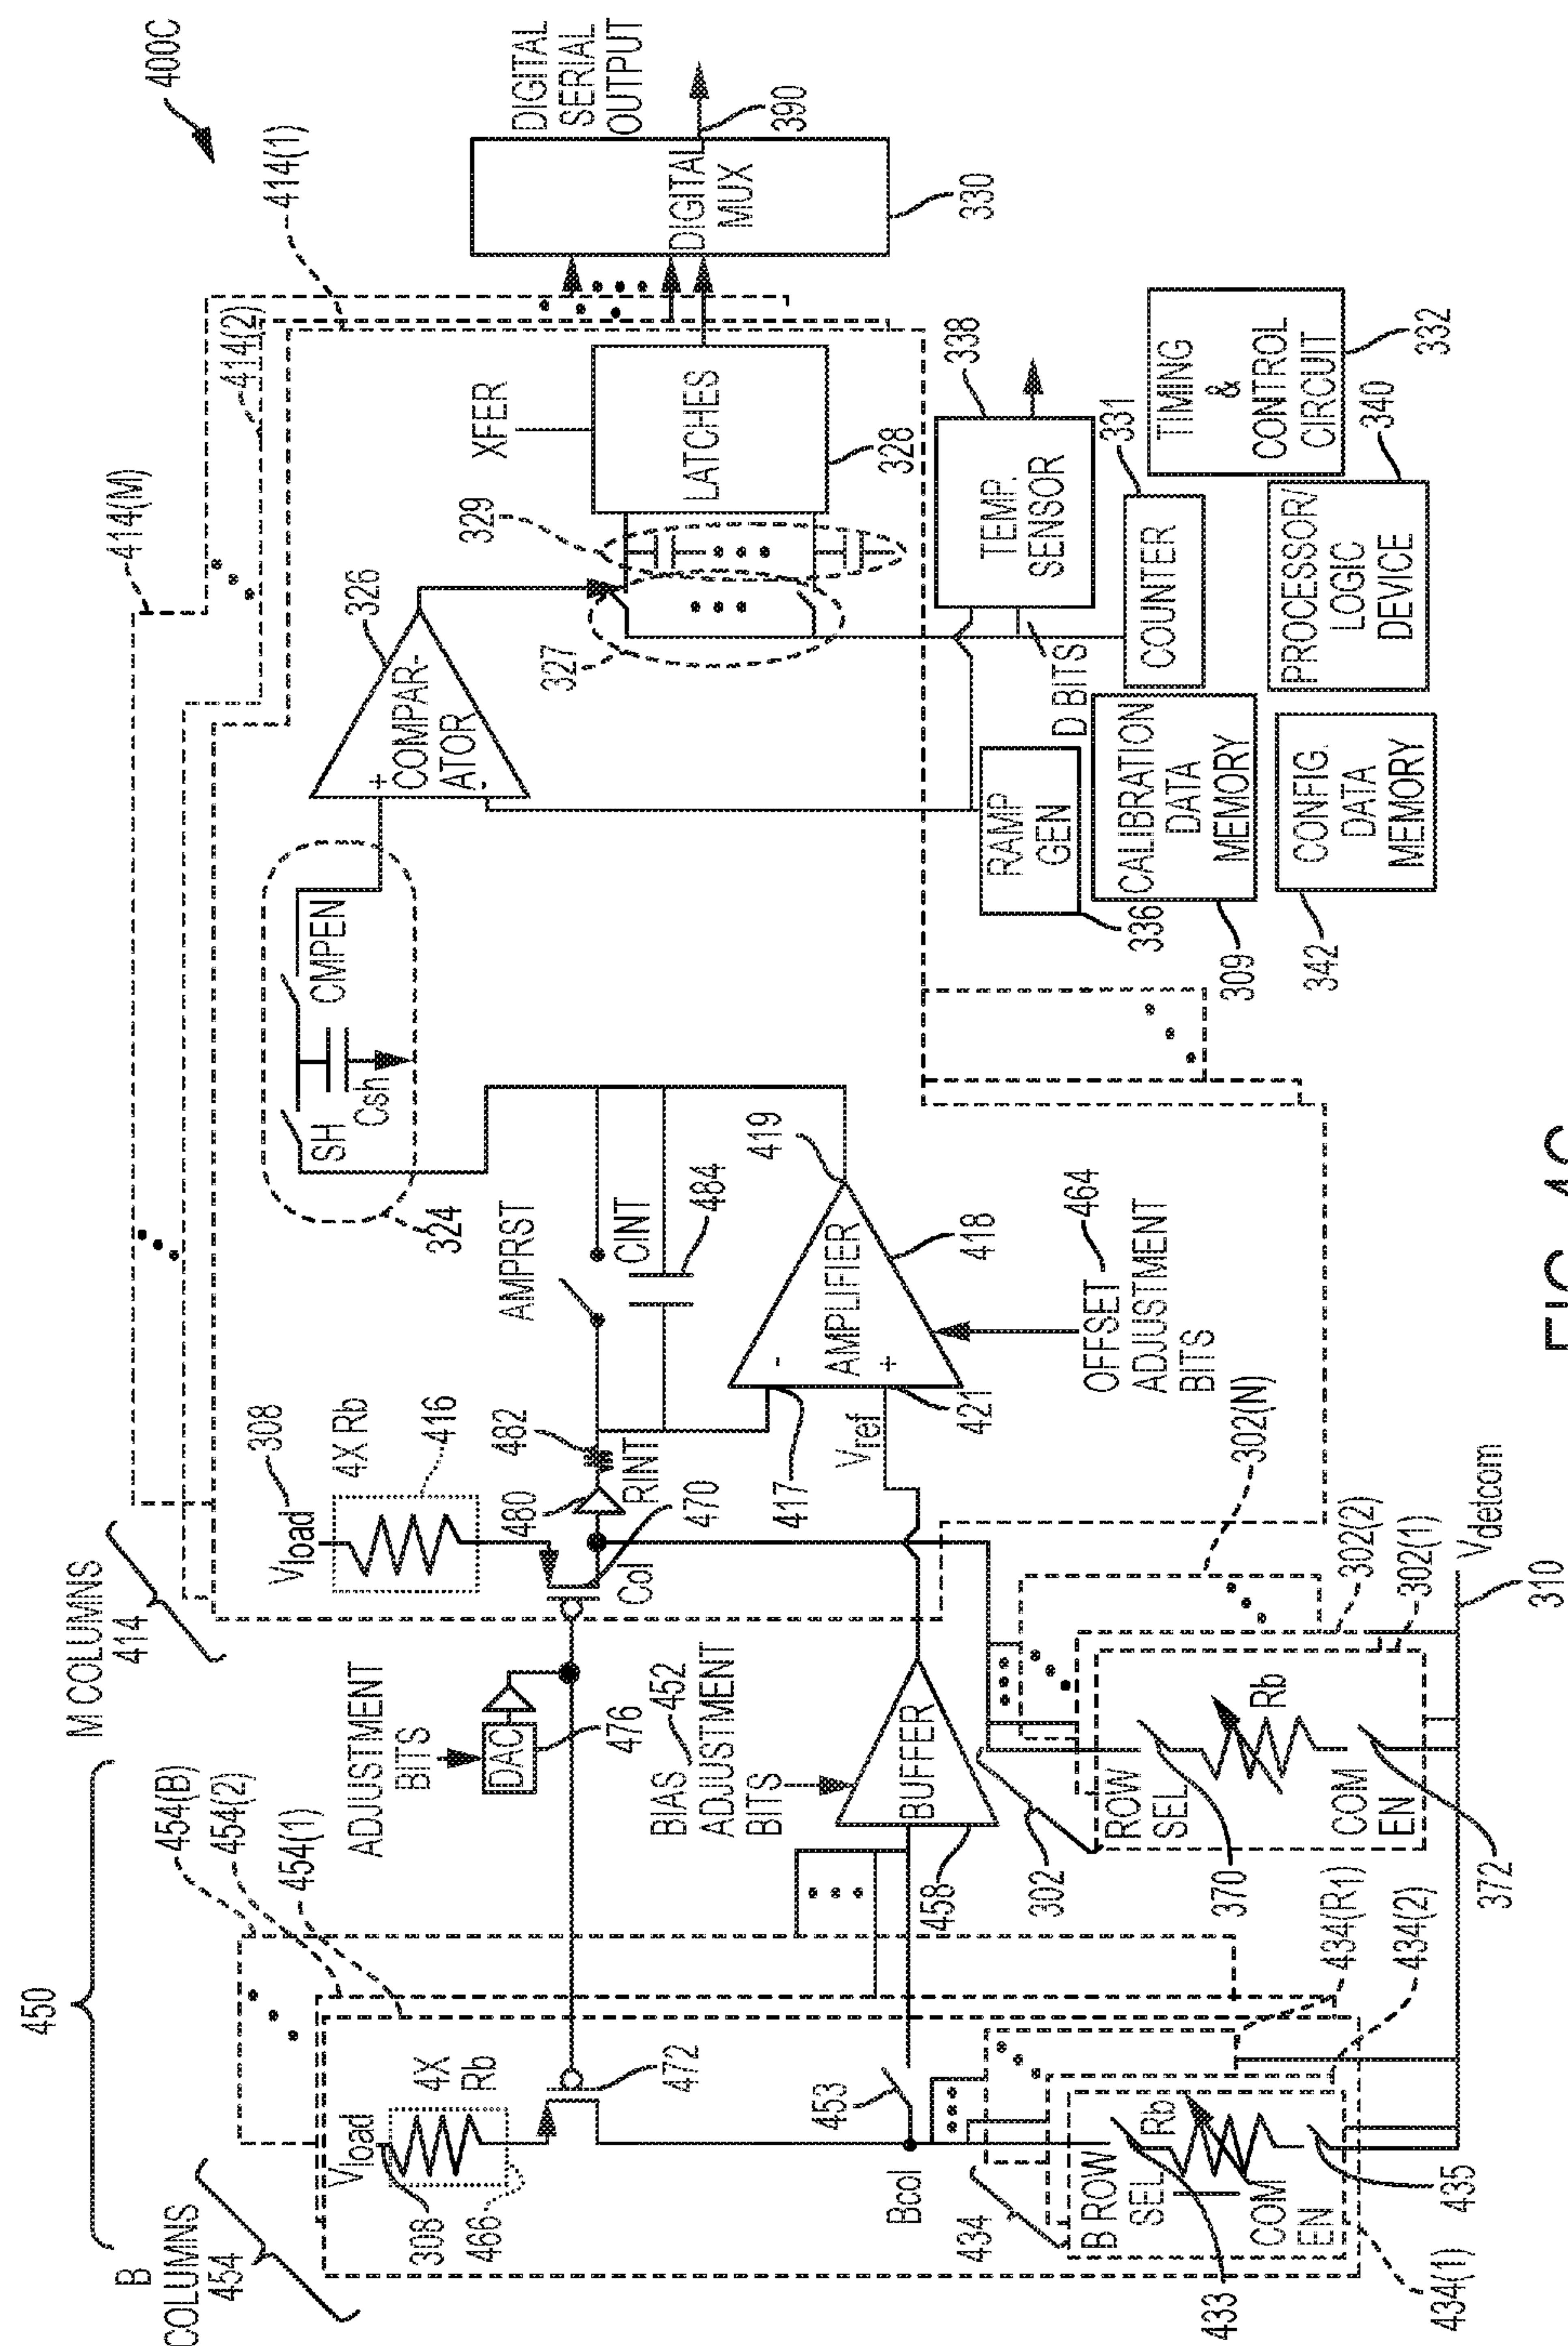 400C
450
B
COLUMNS
454
M COLUMNS
414
454(B)
454(2)
454(1)
414(M)
414(2)
414(1)
Vload
308
466
4X
Rb
472
453
Bcol
434
B ROW
SEL
Rb
COM
EN
433
435
434(1)
434(2)
434(R1)
ADJUSTMENT
BITS
DAC
476
BIAS 452
ADJUSTMENT
BITS
BUFFER
458
302
ROW
SEL
Rb
COM
EN
370
372
302(N)
302(2)
302(1)
Vdetcom
310
Vload
308
4X Rb
416
Col
470
480
482
RINT
AMPRST
CINT
484
417
Vref
421
-
+
AMPLIFIER
419
418
OFFSET 464
ADJUSTMENT
BITS
SH
Csh
CMPEN
324
+
-
COMPAR-
ATOR
326
327
329
XFER
LATCHES
328
DIGITAL
MUX
330
DIGITAL
SERIAL
OUTPUT
390
RAMP
GEN
336
D BITS
TEMP.
SENSOR
338
COUNTER
331
CALIBRATION
DATA
MEMORY
309
CONFIG.
DATA
MEMORY
342
PROCESSOR/
LOGIC
DEVICE
340
TIMING
&
CONTROL
CIRCUIT
332